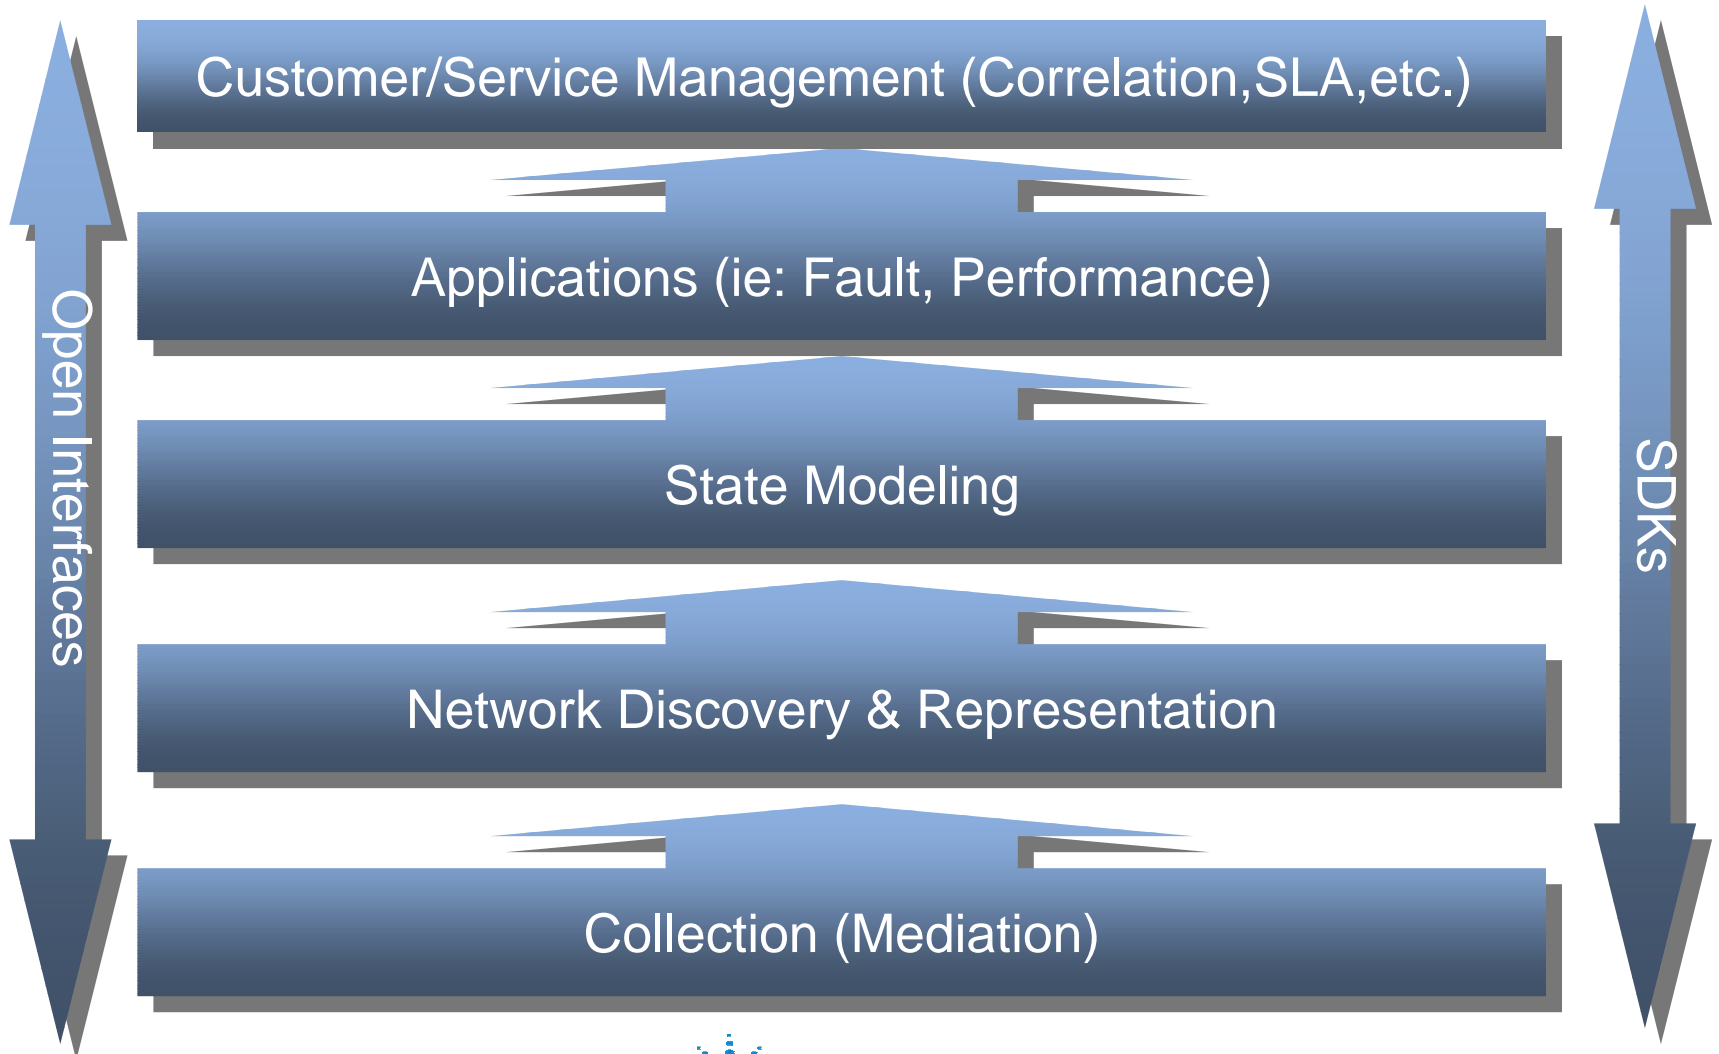 Customer/Service Management (Correlation,SLA,etc.)
Applications (ie: Fault, Performance)
State Modeling
Network Discovery & Representation
Collection (Mediation)
Open Interfaces
SDKs